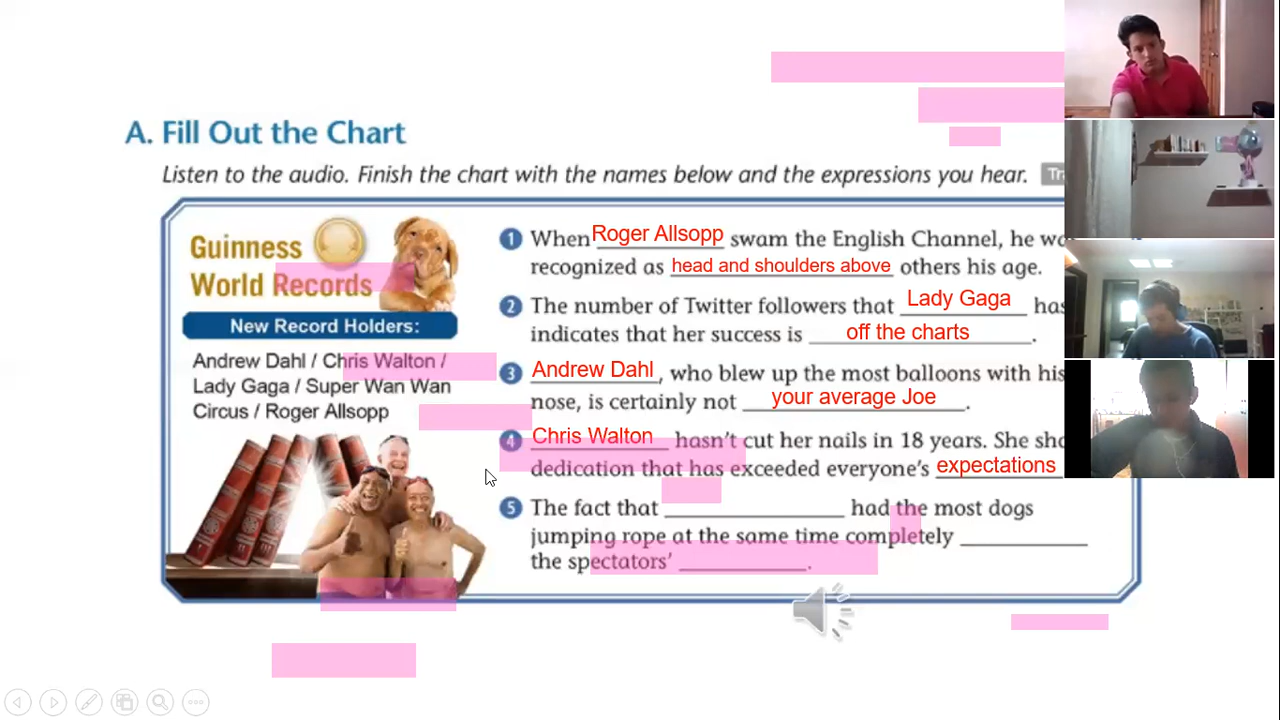 A. Fill Out the Chart
Listen to the audio. Finish the chart with the names below and the expressions you hear.
Guinness
World Records
New Record Holders:
Andrew Dahl / Chris Walton /
Lady Gaga / Super Wan Wan
Circus / Roger Allsopp
1 When Roger Allsopp swam the English Channel, he
recognized as head and shoulders above others his age.
2 The number of Twitter followers that Lady Gaga has
indicates that her success is off the charts.
3 Andrew Dahl, who blew up the most balloons with his
nose, is certainly not your average Joe.
4 Chris Walton hasn't cut her nails in 18 years. She
dedication that has exceeded everyone's expectations
5 The fact that ________ had the most dogs
jumping rope at the same time completely ________
the spectators' ________.